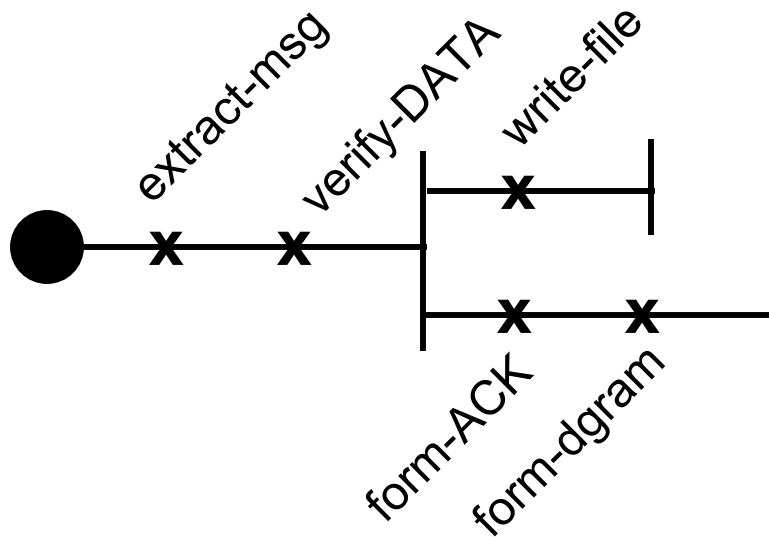 extract-msg
verify-DATA
write-file
form-ACK
form-dgram